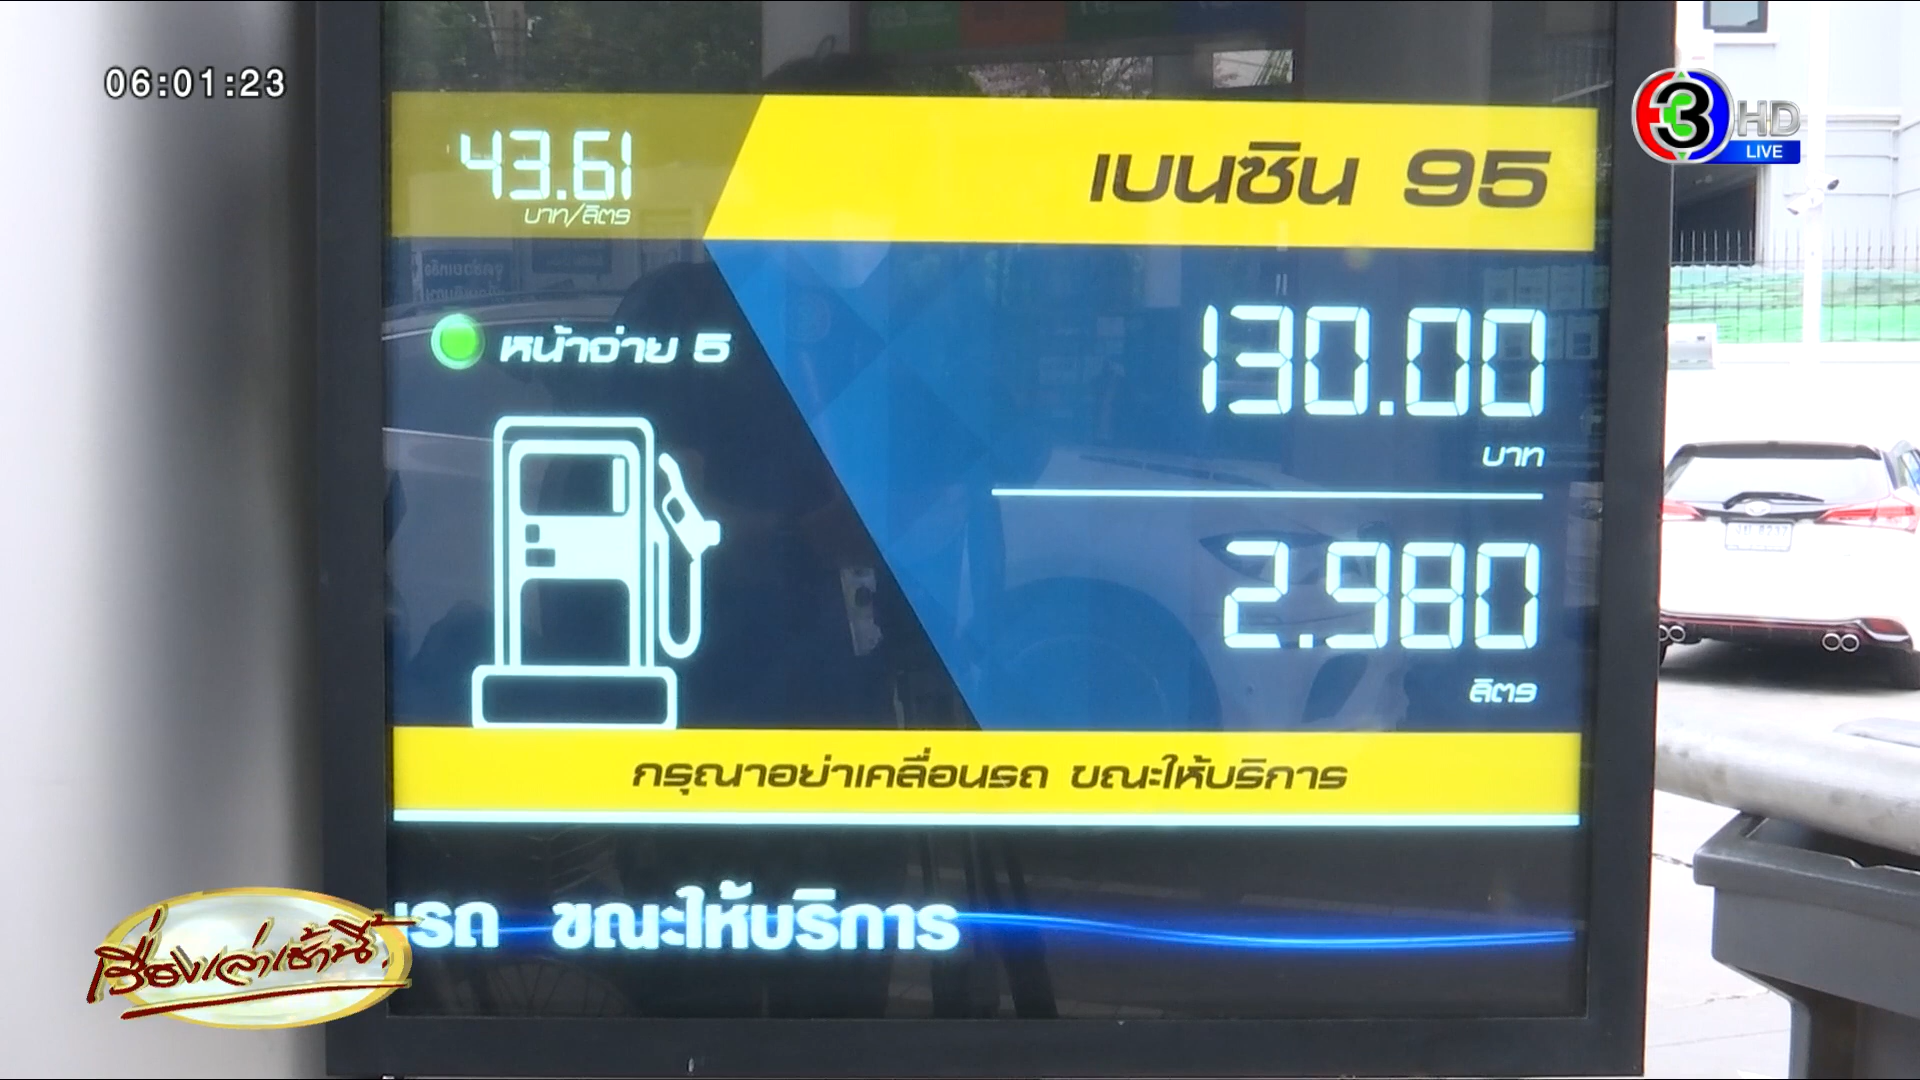 06:01:23
3 HD
LIVE
43.61
บาท/ลิตร
เบนซิน 95
หน้าจ่าย 5
130.00
บาท
2.980
ลิตร
กรุณาอย่าเคลื่อนรถ ขณะให้บริการ
รถ ขณะให้บริการ
เรื่องเล่าเช้านี้